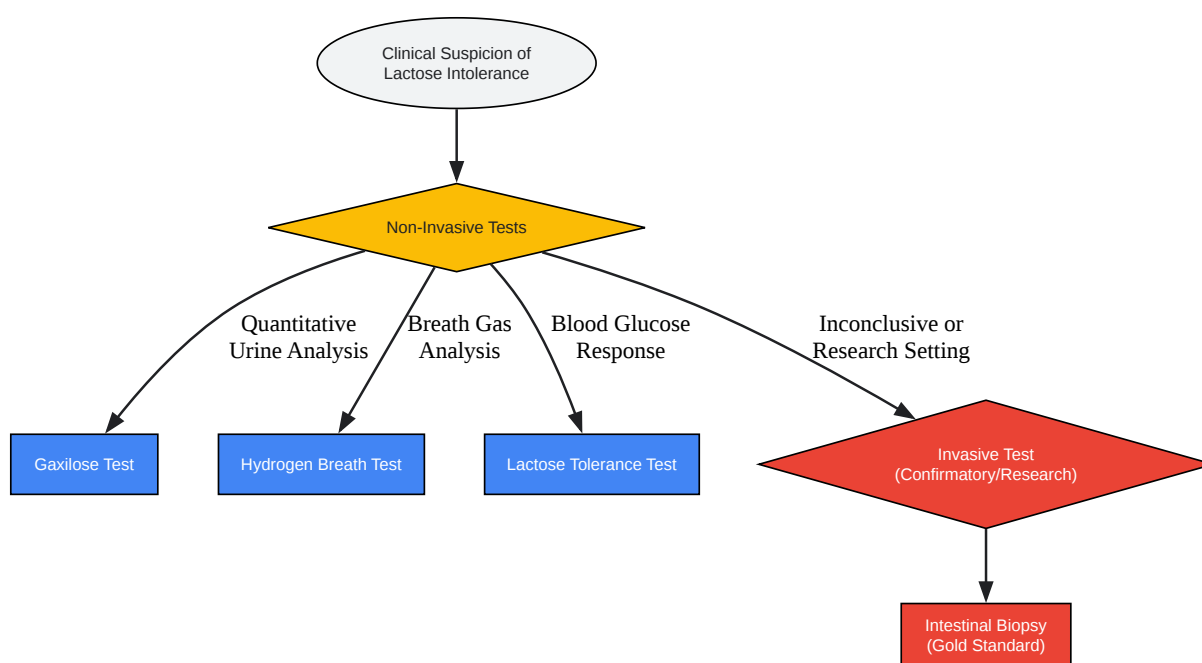 Clinical Suspicion of
Lactose Intolerance
Non-Invasive Tests
Quantitative
Urine Analysis
Breath Gas
Analysis
Blood Glucose
Response
Inconclusive or
Research Setting
Gaxilose Test
Hydrogen Breath Test
Lactose Tolerance Test
Invasive Test
(Confirmatory/Research)
Intestinal Biopsy
(Gold Standard)